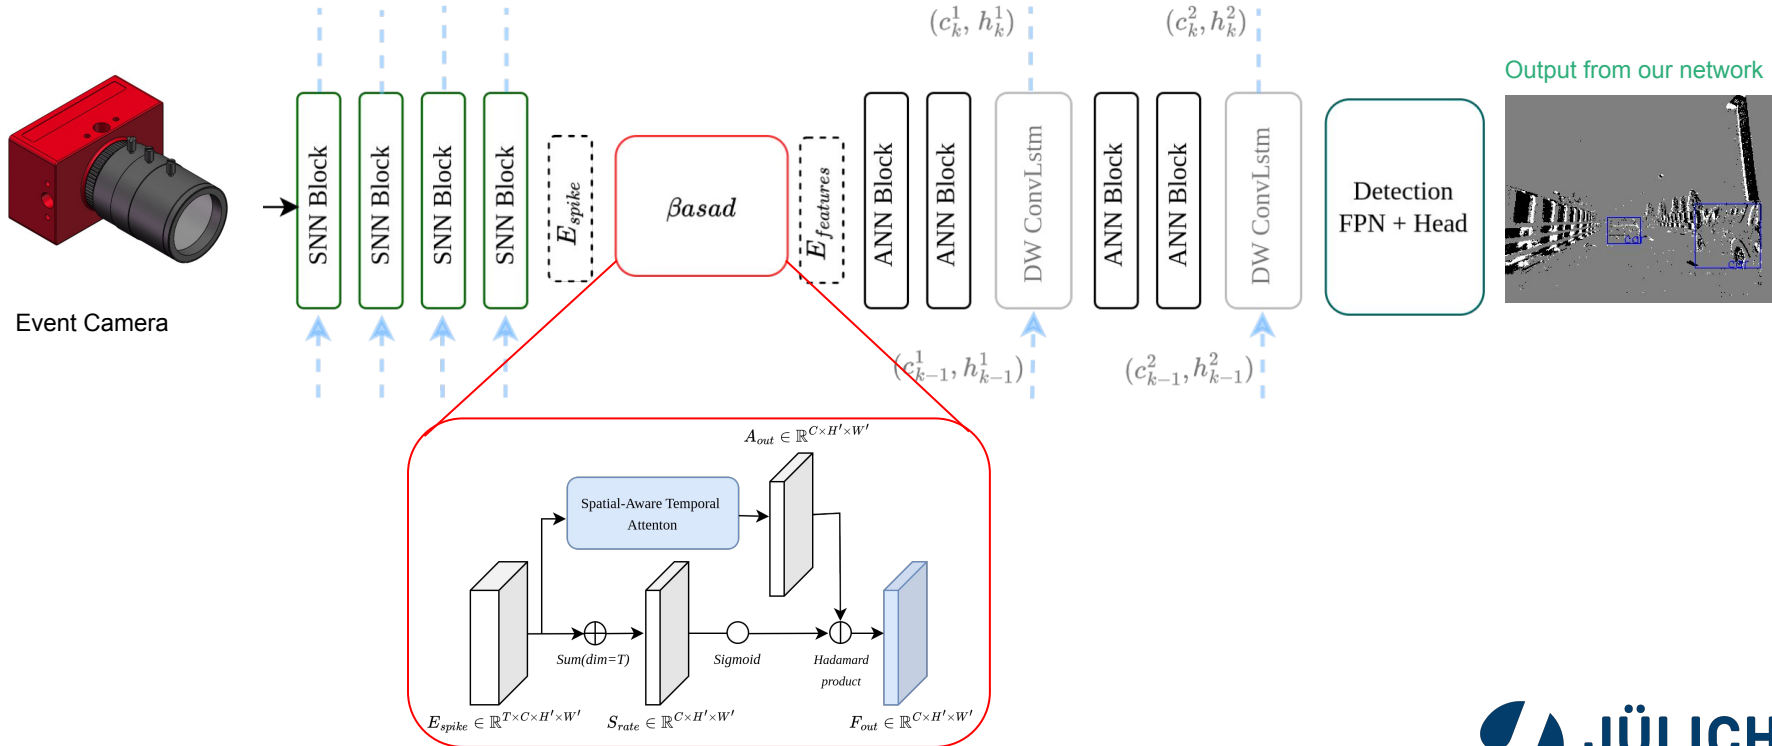 (c_k^1, h_k^1)
(c_k^2, h_k^2)
Output from our network
SNN Block
SNN Block
SNN Block
SNN Block
E_spike
βasad
E_features
ANN Block
ANN Block
DW ConvLstm
ANN Block
ANN Block
DW ConvLstm
Detection
FPN + Head
car
car
Event Camera
(c_{k-1}^1, h_{k-1}^1)
(c_{k-1}^2, h_{k-1}^2)
A_out ∈ ℝ^{C×H′×W′}
Spatial-Aware Temporal
Attenton
Sum(dim=T)
Sigmoid
Hadamard
product
E_spike ∈ ℝ^{T×C×H′×W′}
S_rate ∈ ℝ^{C×H′×W′}
F_out ∈ ℝ^{C×H′×W′}
JÜLICH